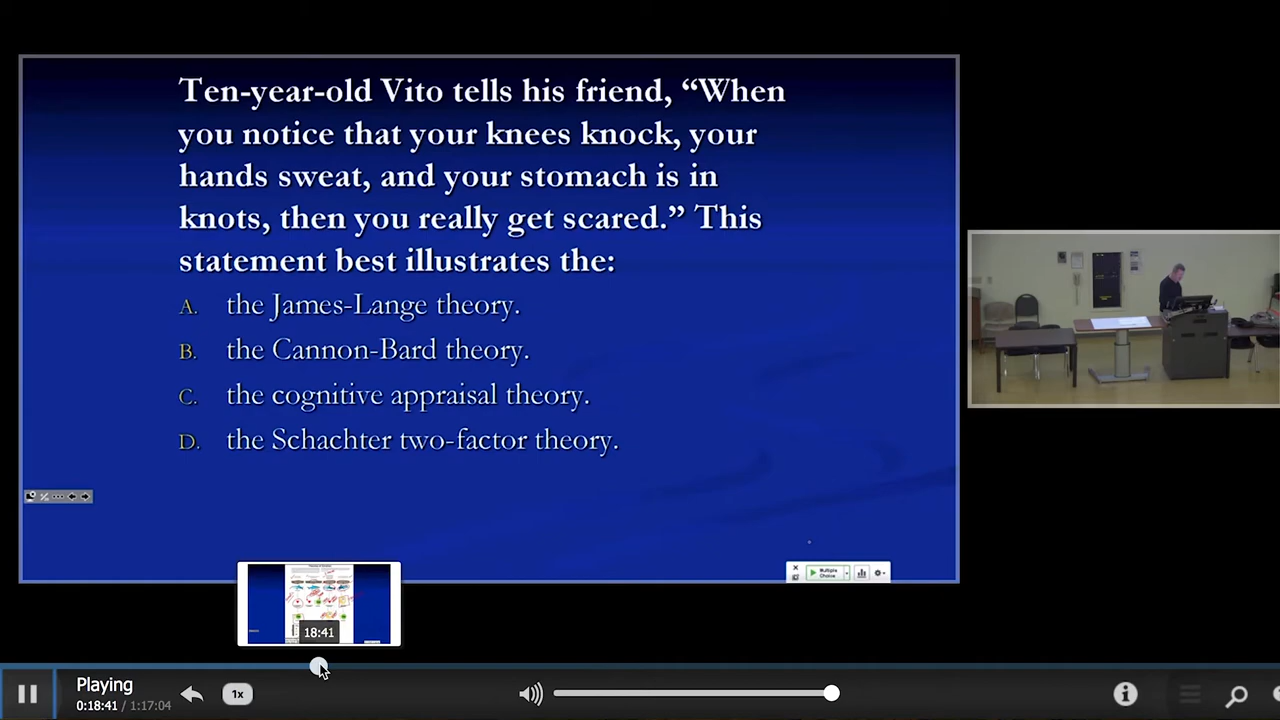 Ten-year-old Vito tells his friend, “When
you notice that your knees knock, your
hands sweat, and your stomach is in
knots, then you really get scared.” This
statement best illustrates the:
A. the James-Lange theory.
B. the Cannon-Bard theory.
C. the cognitive appraisal theory.
D. the Schachter two-factor theory.
Multiple
Choice
18:41
Playing
0:18:41 / 1:17:04
1x